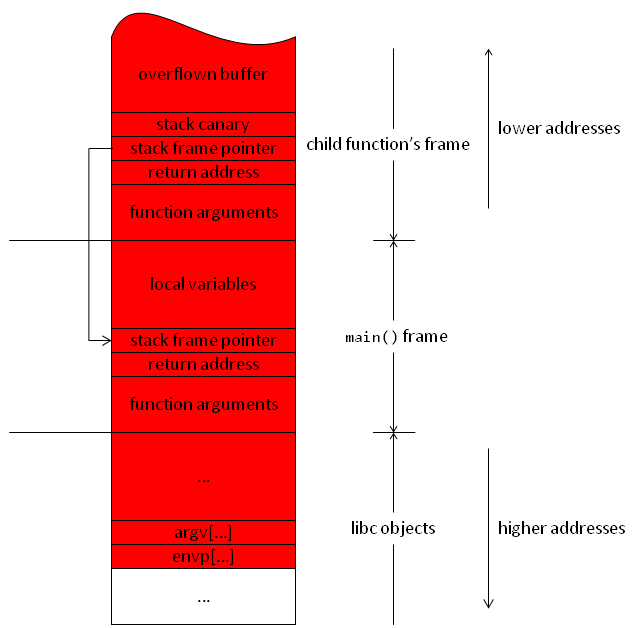 overflown buffer
stack canary
stack frame pointer
return address
function arguments
local variables
stack frame pointer
return address
function arguments
...
argv[...]
envp[...]
...
child function’s frame
main() frame
libc objects
lower addresses
higher addresses